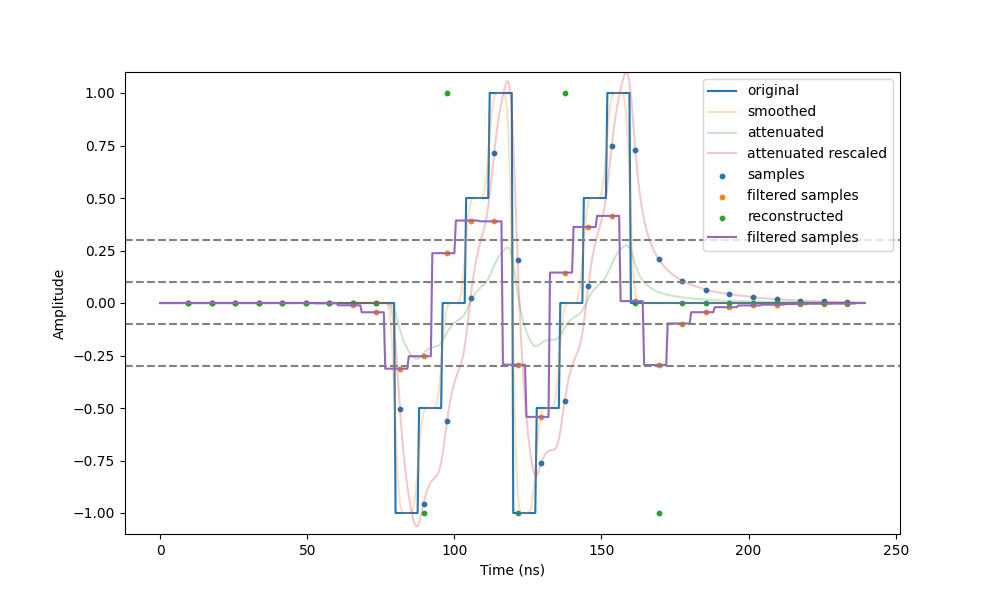 1.00
0.75
0.50
0.25
0.00
−0.25
−0.50
−0.75
−1.00
Amplitude
0
50
100
150
200
250
Time (ns)
original
smoothed
attenuated
attenuated rescaled
samples
filtered samples
reconstructed
filtered samples